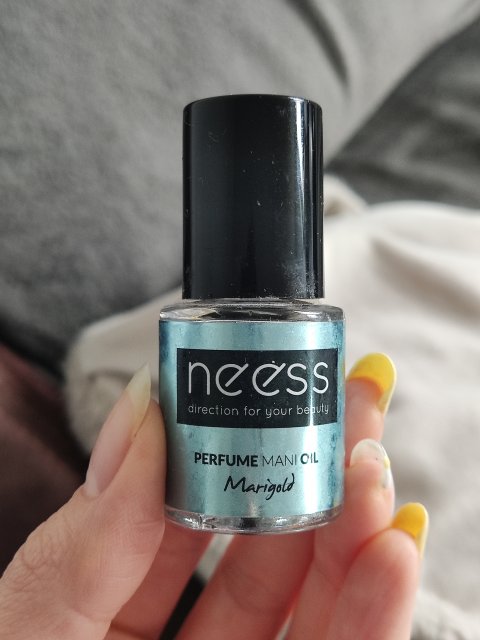 neess
direction for your beauty
PERFUME MANI OIL
Marigold